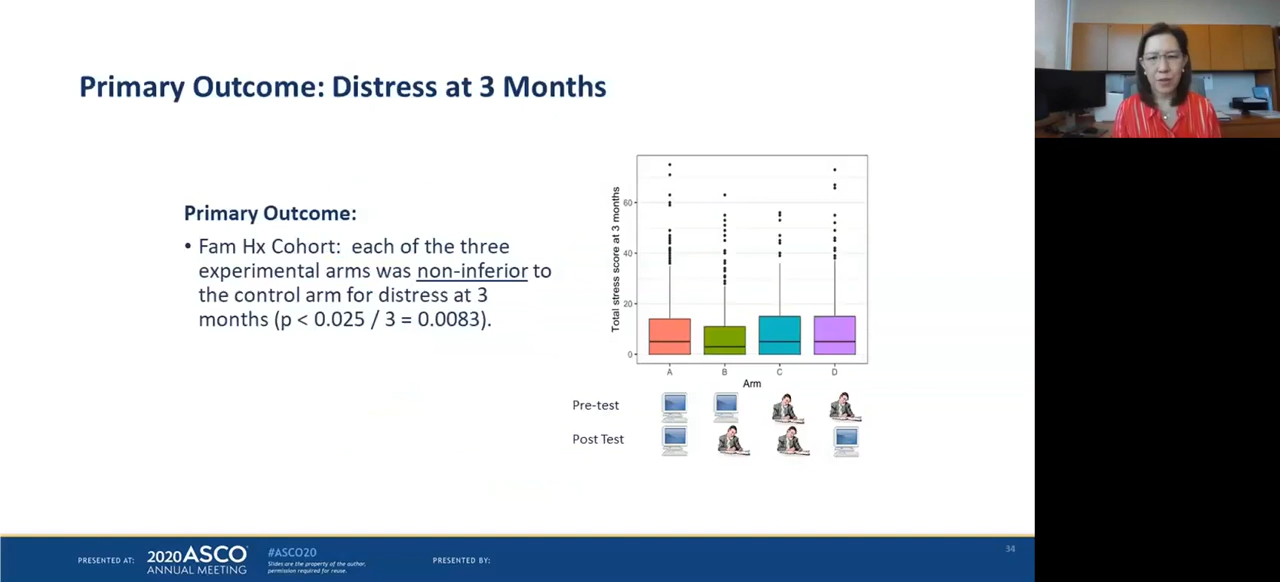 Primary Outcome: Distress at 3 Months
Primary Outcome:
• Fam Hx Cohort: each of the three
experimental arms was non-inferior to
the control arm for distress at 3
months (p < 0.025 / 3 = 0.0083).
Total stress score at 3 months
60
40
20
0
A B C D
Arm
Pre-test
Post Test
PRESENTED AT:
2020 ASCO
ANNUAL MEETING
#ASCO20
Slides are the property of the author,
permission required for reuse.
PRESENTED BY:
34